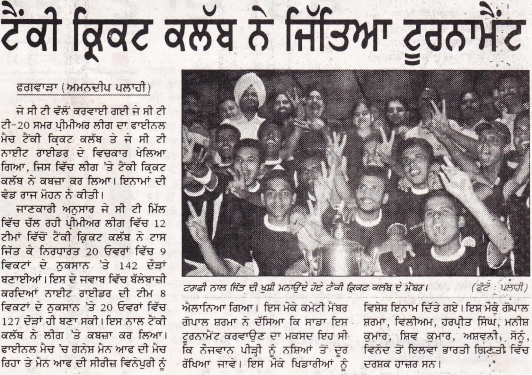 ਟੈਂਕੀ ਕ੍ਰਿਕਟ ਕਲੱਬ ਨੇ ਜਿੱਤਿਆ ਟੂਰਨਾਮੈਂਟ
ਫਗਵਾੜਾ (ਅਮਨਦੀਪ ਪਲਾਹੀ)
ਜੇ ਸੀ ਟੀ ਵੱਲੋਂ ਕਰਵਾਈ ਗਈ ਜੇ ਸੀ ਟੀ
ਟੀ-20 ਸਮਰ ਪ੍ਰੀਮੀਅਰ ਲੀਗ ਦਾ ਫਾਈਨਲ
ਮੈਚ ਟੈਂਕੀ ਕ੍ਰਿਕਟ ਕਲੱਬ ਤੇ ਜੇ ਸੀ ਟੀ
ਨਾਈਟ ਰਾਈਡਰ ਦੇ ਵਿਚਕਾਰ ਖੇਲਿਆ
ਗਿਆ, ਜਿਸ ਵਿੱਚ ਲੀਗ 'ਤੇ ਟੈਂਕੀ ਕ੍ਰਿਕਟ
ਕਲੱਬ ਨੇ ਕਬਜ਼ਾ ਕਰ ਲਿਆ। ਇਨਾਮਾਂ ਦੀ
ਵੰਡ ਰਾਜ ਮੋਹਨ ਨੇ ਕੀਤੀ।
ਜਾਣਕਾਰੀ ਅਨੁਸਾਰ ਜੇ ਸੀ ਟੀ ਮਿੱਲ
ਵਿੱਚ ਚੱਲ ਰਹੀ ਪ੍ਰੀਮੀਅਰ ਲੀਗ ਵਿੱਚ 12
ਟੀਮਾਂ ਵਿੱਚੋਂ ਟੈਂਕੀ ਕ੍ਰਿਕਟ ਕਲੱਬ ਨੇ ਟਾਸ
ਜਿੱਤ ਕੇ ਨਿਰਧਾਰਤ 20 ਓਵਰਾਂ ਵਿੱਚ 9
ਵਿਕਟਾਂ ਦੇ ਨੁਕਸਾਨ 'ਤੇ 142 ਦੌੜਾਂ
ਬਣਾਈਆਂ। ਇਸ ਦੇ ਜਵਾਬ ਵਿੱਚ ਬੱਲੇਬਾਜ਼ੀ
ਕਰਦਿਆਂ ਨਾਈਟ ਰਾਈਡਰ ਦੀ ਟੀਮ 8
ਵਿਕਟਾਂ ਦੇ ਨੁਕਸਾਨ 'ਤੇ 20 ਓਵਰਾਂ ਵਿੱਚ
127 ਦੌੜਾਂ ਹੀ ਬਣਾ ਸਕੀ। ਇਸ ਨਾਲ ਟੈਂਕੀ
ਕਲੱਬ ਨੇ ਲੀਗ 'ਤੇ ਕਬਜ਼ਾ ਕਰ ਲਿਆ।
ਫਾਈਨਲ ਮੈਚ 'ਚ ਗਨੇਸ਼ ਮੈਨ ਆਫ ਦੀ ਮੈਚ
ਰਿਹਾ ਤੇ ਮੈਨ ਆਫ ਦੀ ਸੀਰੀਜ਼ ਵਿਨੇਪੁਰੀ ਨੂੰ
ਟਰਾਫੀ ਨਾਲ ਜਿੱਤ ਦੀ ਖੁਸ਼ੀ ਮਨਾਉਂਦੇ ਹੋਏ ਟੈਂਕੀ ਕ੍ਰਿਕਟ ਕਲੱਬ ਦੇ ਮੈਂਬਰ। (ਫੋਟੋ : ਪਲਾਹੀ)
ਐਲਾਨਿਆ ਗਿਆ। ਇਸ ਮੌਕੇ ਕਮੇਟੀ ਮੈਂਬਰ
ਗੋਪਾਲ ਸ਼ਰਮਾ ਨੇ ਦੱਸਿਆ ਕਿ ਸਾਡਾ ਇਸ
ਟੂਰਨਾਮੈਂਟ ਕਰਵਾਉਣ ਦਾ ਮਕਸਦ ਇਹ ਸੀ
ਕਿ ਨੌਜਵਾਨ ਪੀੜ੍ਹੀ ਨੂੰ ਨਸ਼ਿਆਂ ਤੋਂ ਦੂਰ
ਰੱਖਿਆ ਜਾਵੇ। ਇਸ ਮੌਕੇ ਖਿਡਾਰੀਆਂ ਨੂੰ
ਵਿਸ਼ੇਸ਼ ਇਨਾਮ ਦਿੱਤੇ ਗਏ। ਇਸ ਮੌਕੇ ਗੋਪਾਲ
ਸ਼ਰਮਾ, ਵਿਲੀਅਮ, ਹਰਪ੍ਰੀਤ ਸਿੰਘ, ਮਨੀਸ਼
ਕੁਮਾਰ, ਸ਼ਿਵ ਕੁਮਾਰ, ਅਸ਼ਵਨੀ, ਸੋਨੂੰ,
ਵਿਨੋਦ ਤੋਂ ਇਲਾਵਾ ਭਾਰਤੀ ਗਿਣਤੀ ਵਿੱਚ
ਦਰਸ਼ਕ ਹਾਜ਼ਰ ਸਨ।